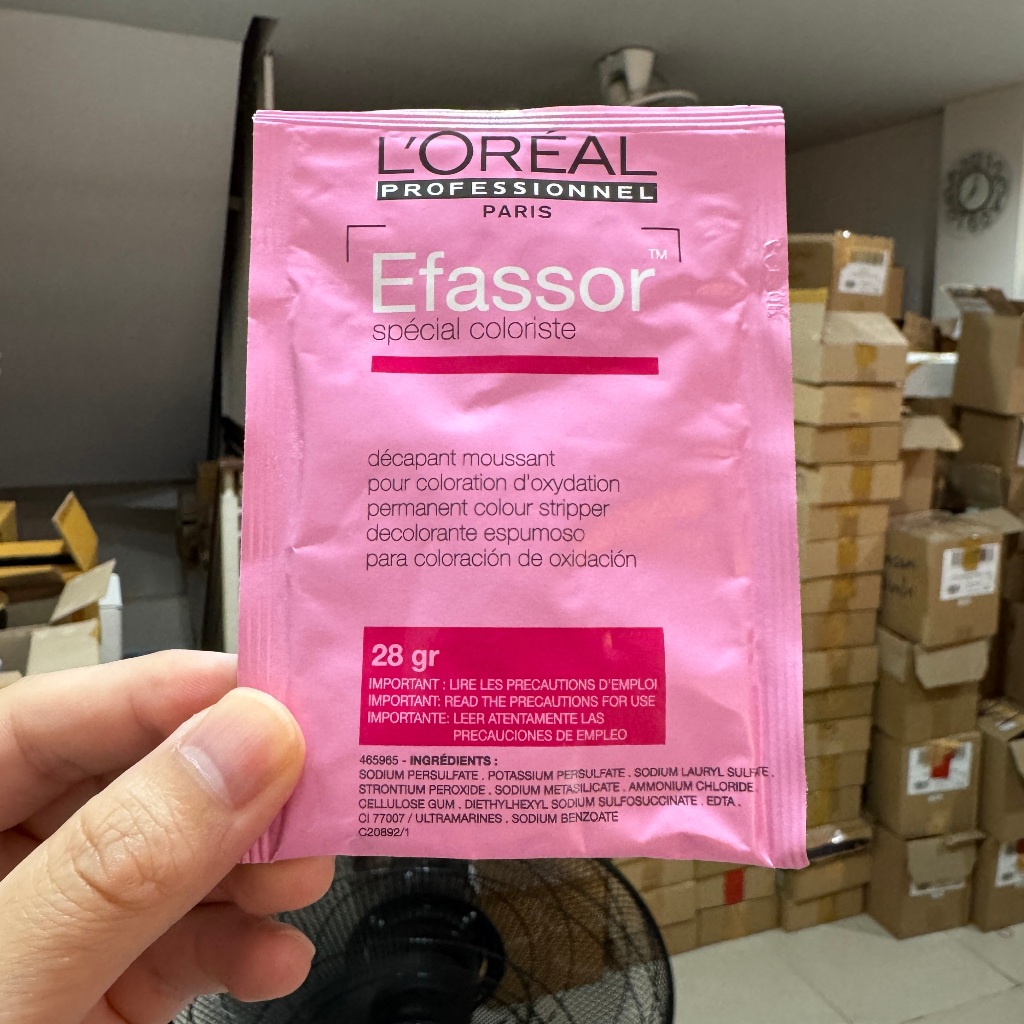 L'ORÉAL
PROFESSIONNEL
PARIS
Efassor™
spécial coloriste
décapant moussant
pour coloration d'oxydation
permanent colour stripper
decolorante espumoso
para coloración de oxidación
28 gr
IMPORTANT : LIRE LES PRECAUTIONS D'EMPLOI
IMPORTANT: READ THE PRECAUTIONS FOR USE
IMPORTANTE: LEER ATENTAMENTE LAS
PRECAUCIONES DE EMPLEO
465965 - INGRÉDIENTS :
SODIUM PERSULFATE . POTASSIUM PERSULFATE . SODIUM LAURYL SULFATE .
STRONTIUM PEROXIDE . SODIUM METASILICATE . AMMONIUM CHLORIDE .
CELLULOSE GUM . DIETHYLHEXYL SODIUM SULFOSUCCINATE . EDTA .
CI 77007 / ULTRAMARINES . SODIUM BENZOATE
C20892/1